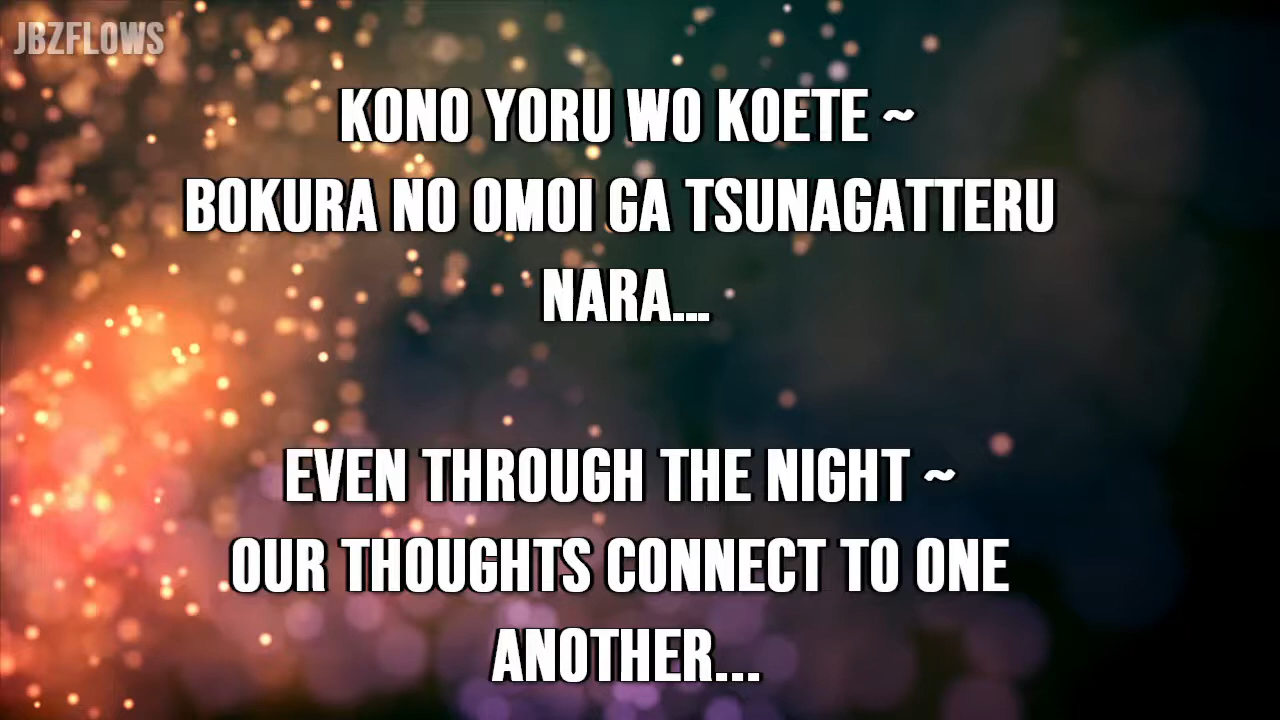 JBZFLOWS
KONO YORU WO KOETE ~
BOKURA NO OMOI GA TSUNAGATTERU
NARA...
EVEN THROUGH THE NIGHT ~
OUR THOUGHTS CONNECT TO ONE
ANOTHER...